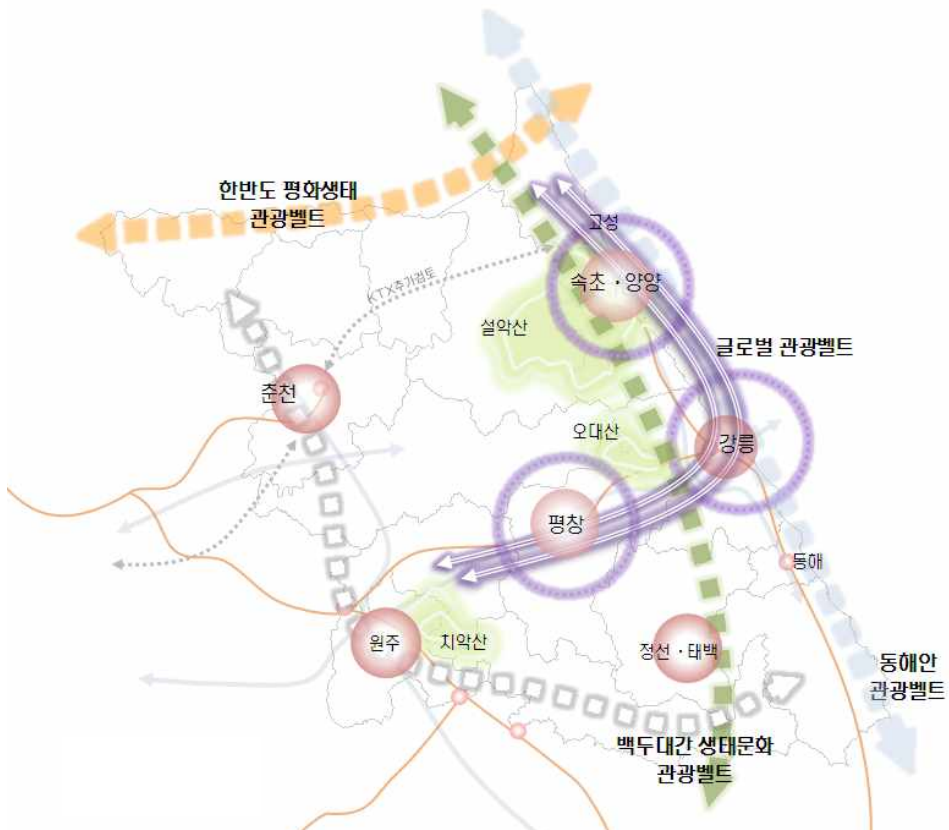 한반도 평화생태
관광벨트
고성
KTX추가검토
속초·양양
설악산
글로벌 관광벨트
춘천
오대산
강릉
평창
동해
원주
치악산
정선·태백
동해안
관광벨트
백두대간 생태문화
관광벨트